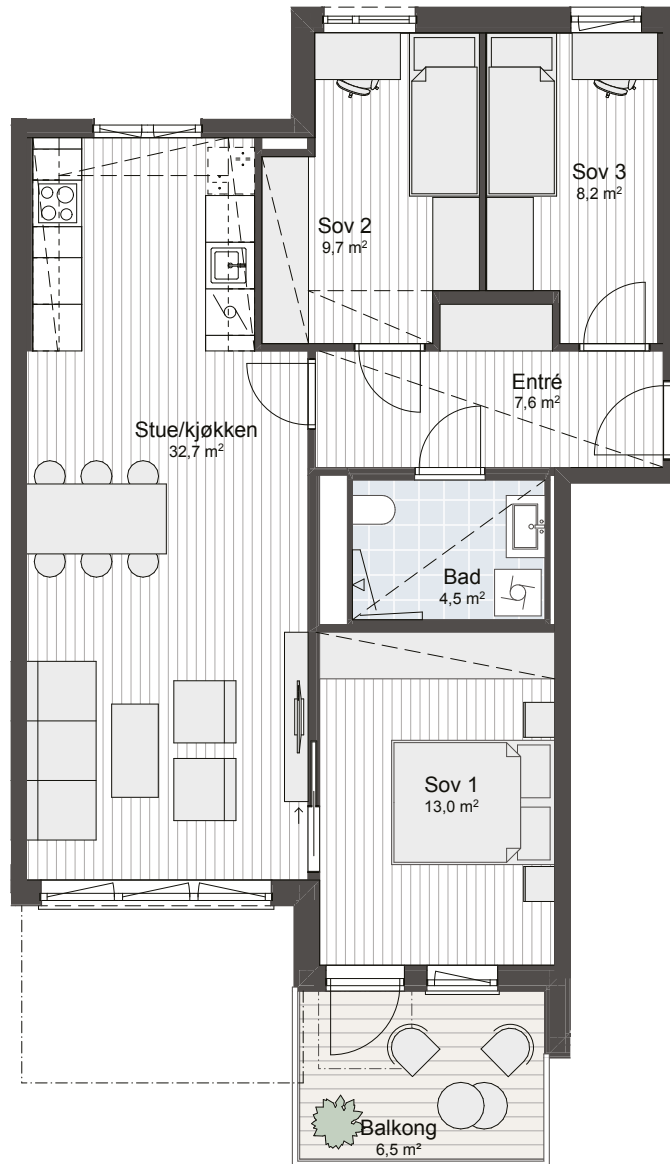 Sov 3
8,2 m²
Sov 2
9,7 m²
Entré
7,6 m²
Stue/kjøkken
32,7 m²
Bad
4,5 m²
Sov 1
13,0 m²
Balkong
6,5 m²